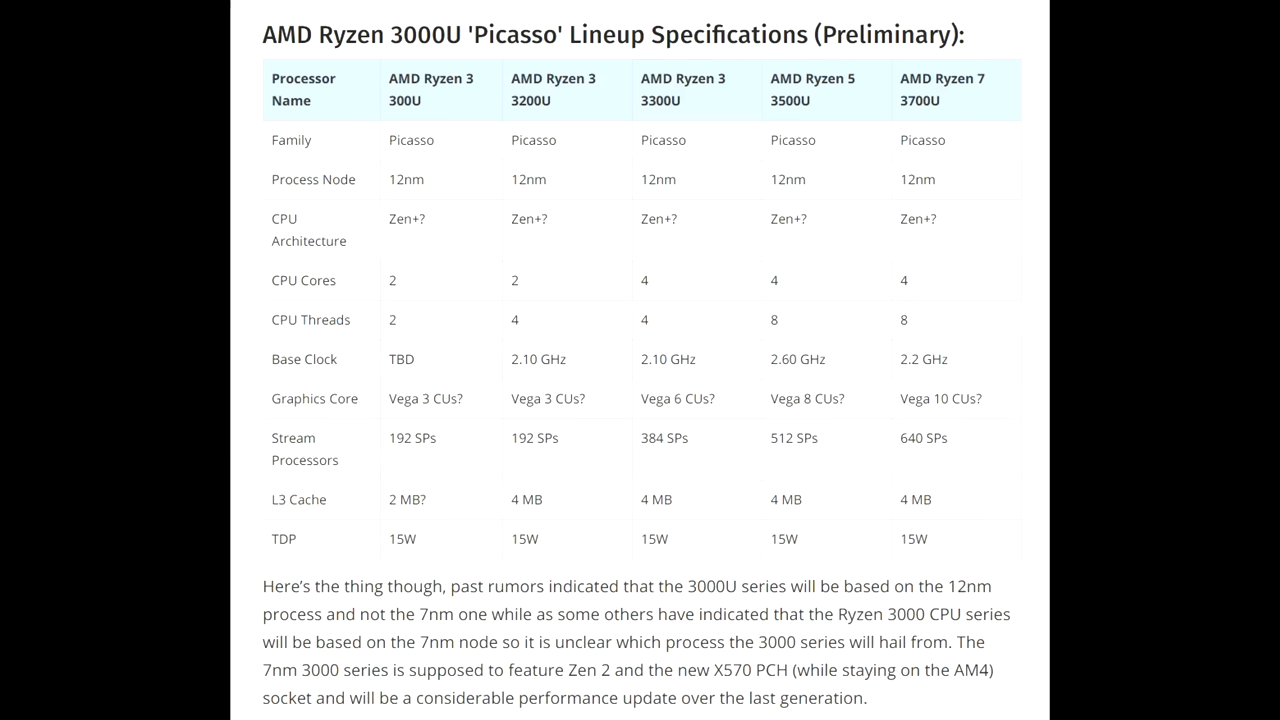 AMD Ryzen 3000U 'Picasso' Lineup Specifications (Preliminary):
Processor Name AMD Ryzen 3 300U AMD Ryzen 3 3200U AMD Ryzen 3 3300U AMD Ryzen 5 3500U AMD Ryzen 7 3700U
Family Picasso Picasso Picasso Picasso Picasso
Process Node 12nm 12nm 12nm 12nm 12nm
CPU Architecture Zen+? Zen+? Zen+? Zen+? Zen+?
CPU Cores 2 2 4 4 4
CPU Threads 2 4 4 8 8
Base Clock TBD 2.10 GHz 2.10 GHz 2.60 GHz 2.2 GHz
Graphics Core Vega 3 CUs? Vega 3 CUs? Vega 6 CUs? Vega 8 CUs? Vega 10 CUs?
Stream Processors 192 SPs 192 SPs 384 SPs 512 SPs 640 SPs
L3 Cache 2 MB? 4 MB 4 MB 4 MB 4 MB
TDP 15W 15W 15W 15W 15W
Here’s the thing though, past rumors indicated that the 3000U series will be based on the 12nm
process and not the 7nm one while as some others have indicated that the Ryzen 3000 CPU series
will be based on the 7nm node so it is unclear which process the 3000 series will hail from. The
7nm 3000 series is supposed to feature Zen 2 and the new X570 PCH (while staying on the AM4)
socket and will be a considerable performance update over the last generation.